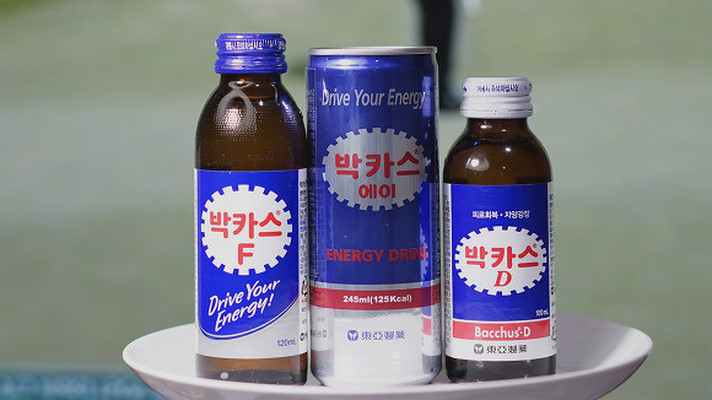 박카스
F
Drive Your
Energy!
120mL
Drive Your Energy
박카스
에이
ENERGY DRINK
245ml(125Kcal)
東亞製藥
피로회복·자양강장
박카스
D
100mL
Bacchus-D
東亞製藥